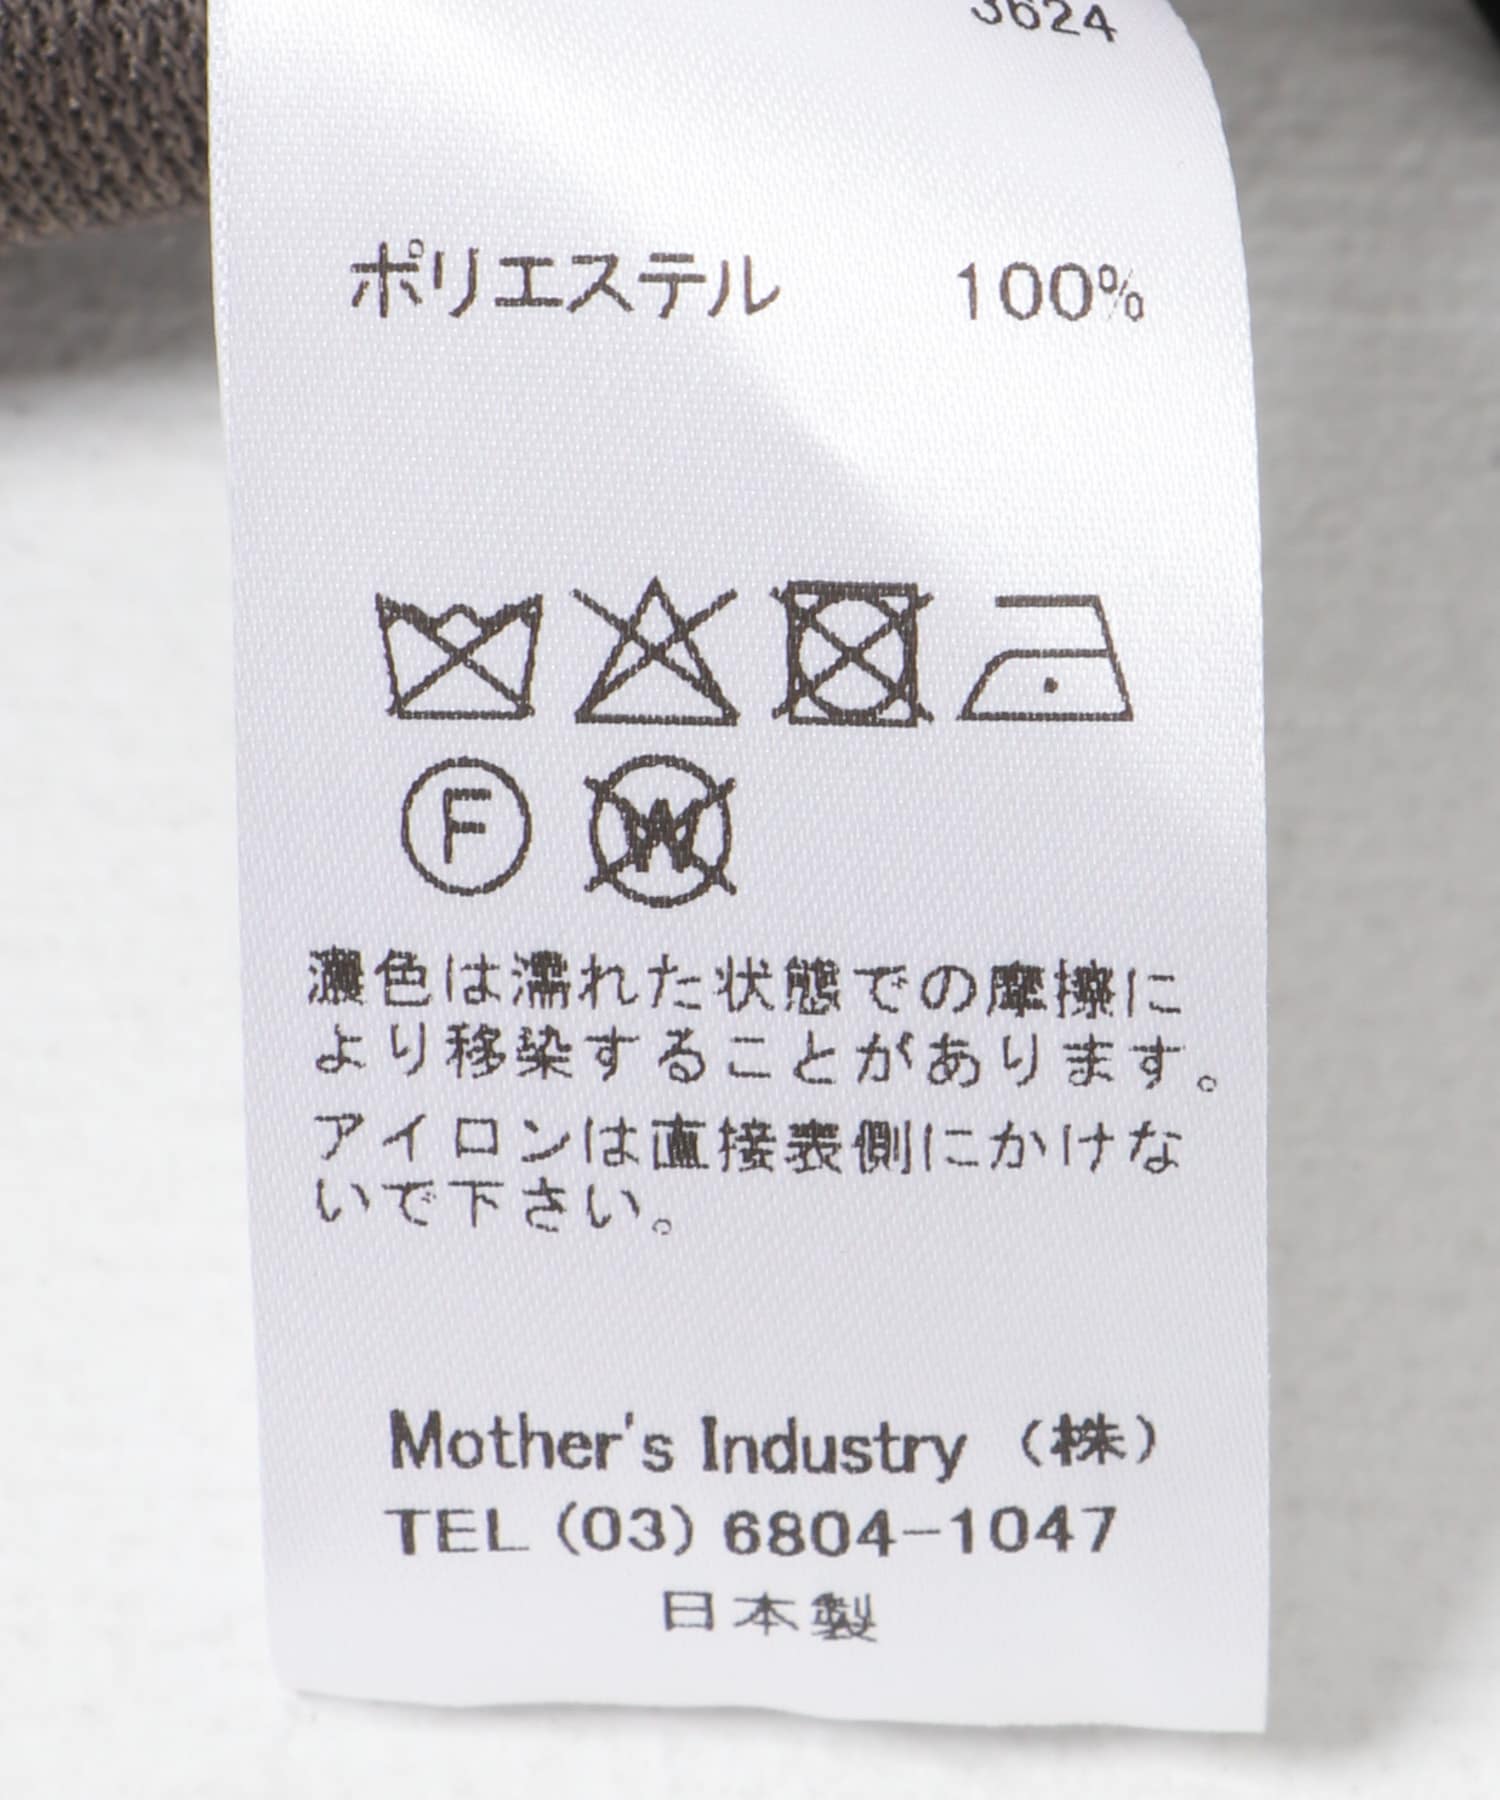 3624
ポリエステル 100%
F W
濃色は濡れた状態での摩擦に
より移染することがあります。
アイロンは直接表側にかけな
いで下さい。
Mother's Industry (株)
TEL (03) 6804-1047
日本製